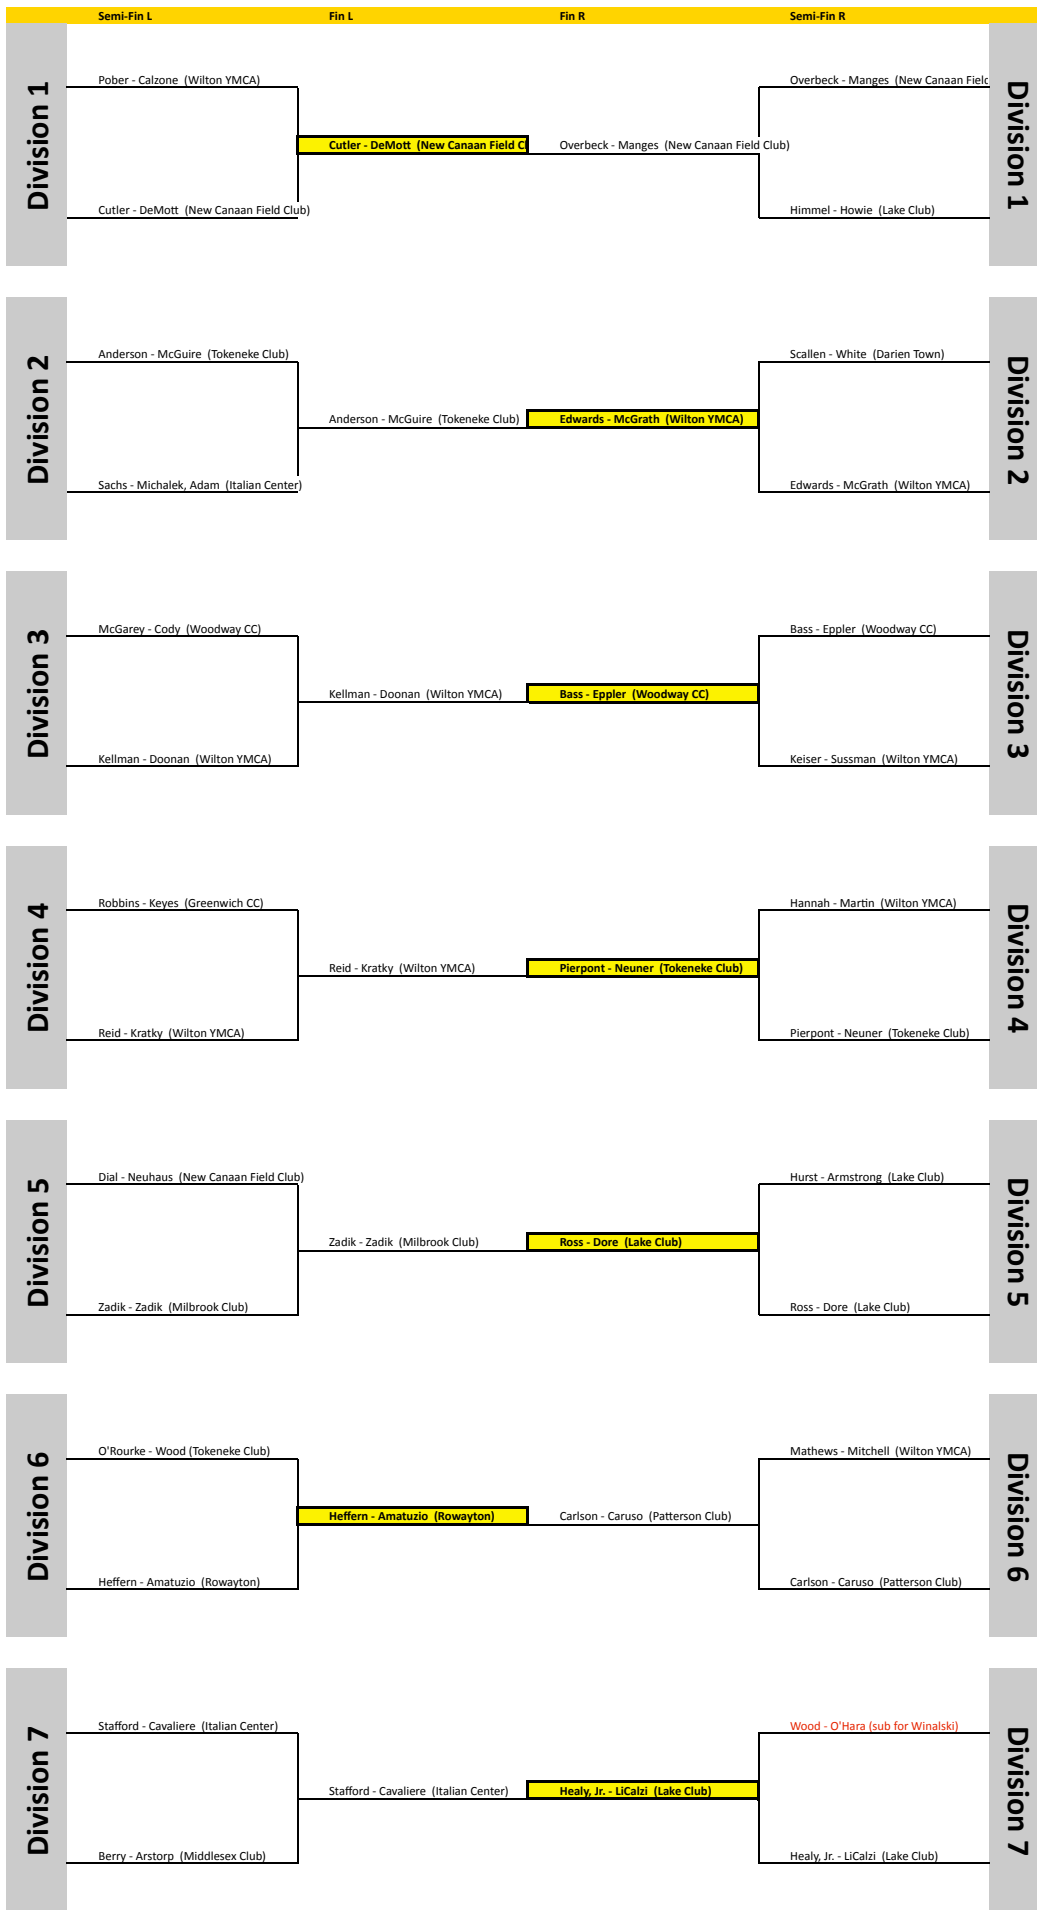 Semi-Fin L Fin L Fin R Semi-Fin R
Division 1
Division 1
Pober - Calzone (Wilton YMCA)
Overbeck - Manges (New Canaan Field
Cutler - DeMott (New Canaan Field Cl
Overbeck - Manges (New Canaan Field Club)
Cutler - DeMott (New Canaan Field Club)
Himmel - Howie (Lake Club)
Division 2
Division 2
Anderson - McGuire (Tokeneke Club)
Scallen - White (Darien Town)
Anderson - McGuire (Tokeneke Club)
Edwards - McGrath (Wilton YMCA)
Sachs - Michalek, Adam (Italian Center)
Edwards - McGrath (Wilton YMCA)
Division 3
Division 3
McGarey - Cody (Woodway CC)
Bass - Eppler (Woodway CC)
Kellman - Doonan (Wilton YMCA)
Bass - Eppler (Woodway CC)
Kellman - Doonan (Wilton YMCA)
Keiser - Sussman (Wilton YMCA)
Division 4
Division 4
Robbins - Keyes (Greenwich CC)
Hannah - Martin (Wilton YMCA)
Reid - Kratky (Wilton YMCA)
Pierpont - Neuner (Tokeneke Club)
Reid - Kratky (Wilton YMCA)
Pierpont - Neuner (Tokeneke Club)
Division 5
Division 5
Dial - Neuhaus (New Canaan Field Club)
Hurst - Armstrong (Lake Club)
Zadik - Zadik (Milbrook Club)
Ross - Dore (Lake Club)
Zadik - Zadik (Milbrook Club)
Ross - Dore (Lake Club)
Division 6
Division 6
O'Rourke - Wood (Tokeneke Club)
Mathews - Mitchell (Wilton YMCA)
Heffern - Amatuzio (Rowayton)
Carlson - Caruso (Patterson Club)
Heffern - Amatuzio (Rowayton)
Carlson - Caruso (Patterson Club)
Division 7
Division 7
Stafford - Cavaliere (Italian Center)
Wood - O'Hara (sub for Winalski)
Stafford - Cavaliere (Italian Center)
Healy, Jr. - LiCalzi (Lake Club)
Berry - Arstorp (Middlesex Club)
Healy, Jr. - LiCalzi (Lake Club)